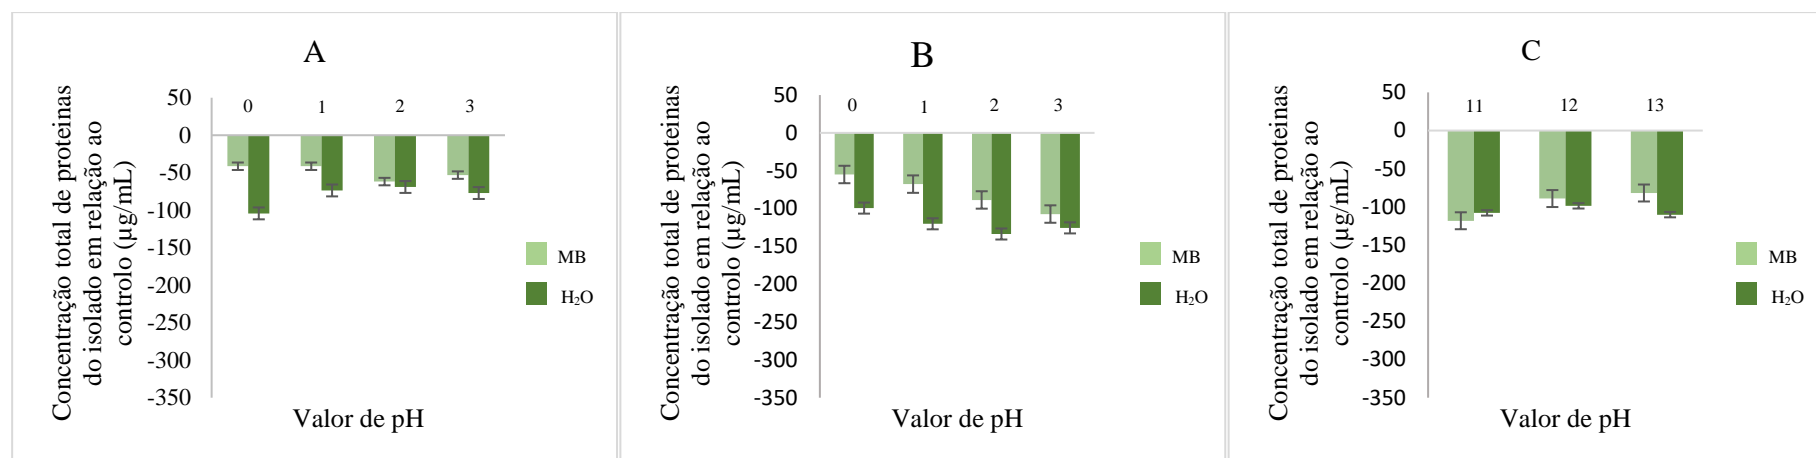 A
Concentração total de proteinas
do isolado em relação ao
controlo (µg/mL)
50
0
-50
-100
-150
-200
-250
-300
-350
0 1 2 3
MB
H₂O
Valor de pH
B
Concentração total de proteinas
do isolado em relação ao
controlo (µg/mL)
50
0
-50
-100
-150
-200
-250
-300
-350
0 1 2 3
MB
H₂O
Valor de pH
C
Concentração total de proteinas
do isolado em relação ao
controlo (µg/mL)
50
0
-50
-100
-150
-200
-250
-300
-350
11 12 13
MB
H₂O
Valor de pH